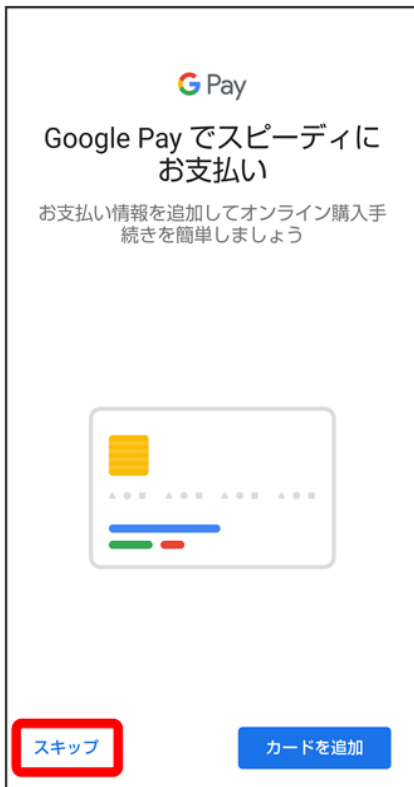 G Pay
Google Pay でスピーディに
お支払い
お支払い情報を追加してオンライン購入手
続きを簡単しましょう
スキップ
カードを追加